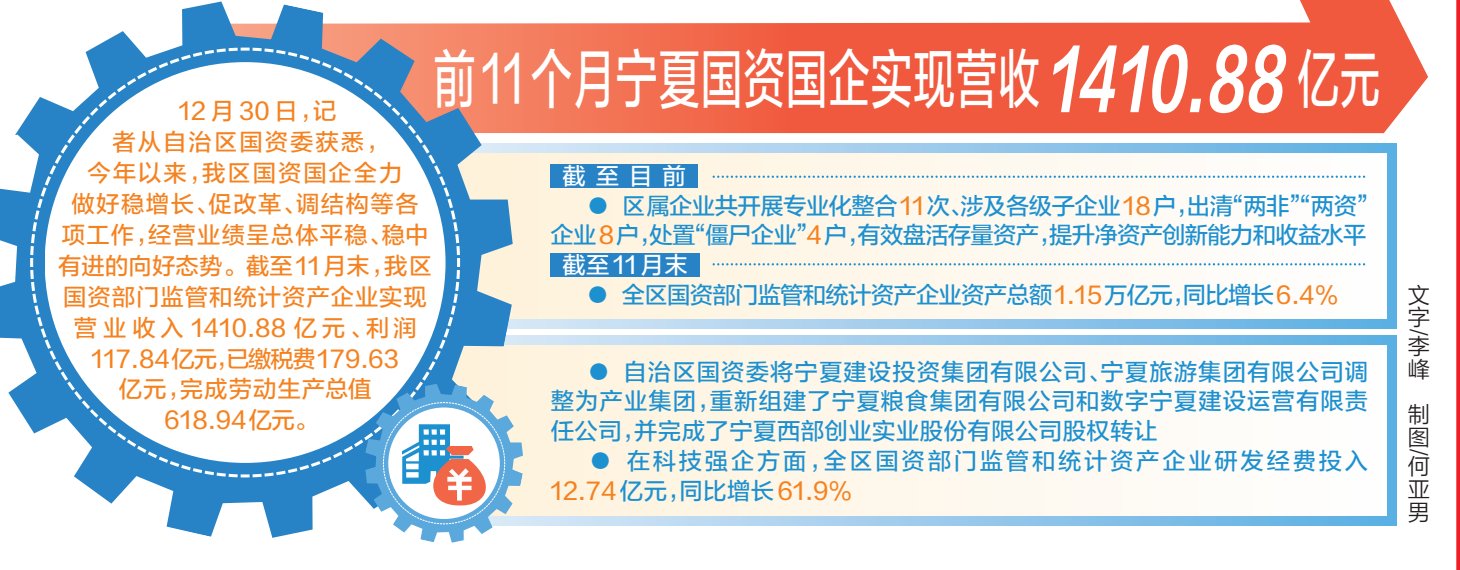 前11个月宁夏国资国企实现营收1410.88亿元
12月30日，记
者从自治区国资委获悉，
今年以来，我区国资国企全力
做好稳增长、促改革、调结构等各
项工作，经营业绩呈总体平稳、稳中
有进的向好态势。截至11月末，我区
国资部门监管和统计资产企业实现
营业收入1410.88亿元、利润
117.84亿元，已缴税费179.63
亿元，完成劳动生产总值
618.94亿元。
截至目前
● 区属企业共开展专业化整合11次、涉及各级子企业18户，出清“两非”“两资”
企业8户，处置“僵尸企业”4户，有效盘活存量资产，提升净资产创新能力和收益水平
截至11月末
● 全区国资部门监管和统计资产企业资产总额1.15万亿元，同比增长6.4%
● 自治区国资委将宁夏建设投资集团有限公司、宁夏旅游集团有限公司调
整为产业集团，重新组建了宁夏粮食集团有限公司和数字宁夏建设运营有限责
任公司，并完成了宁夏西部创业实业股份有限公司股权转让
● 在科技强企方面，全区国资部门监管和统计资产企业研发经费投入
12.74亿元，同比增长61.9%
¥
文字/李峰 制图/何亚男